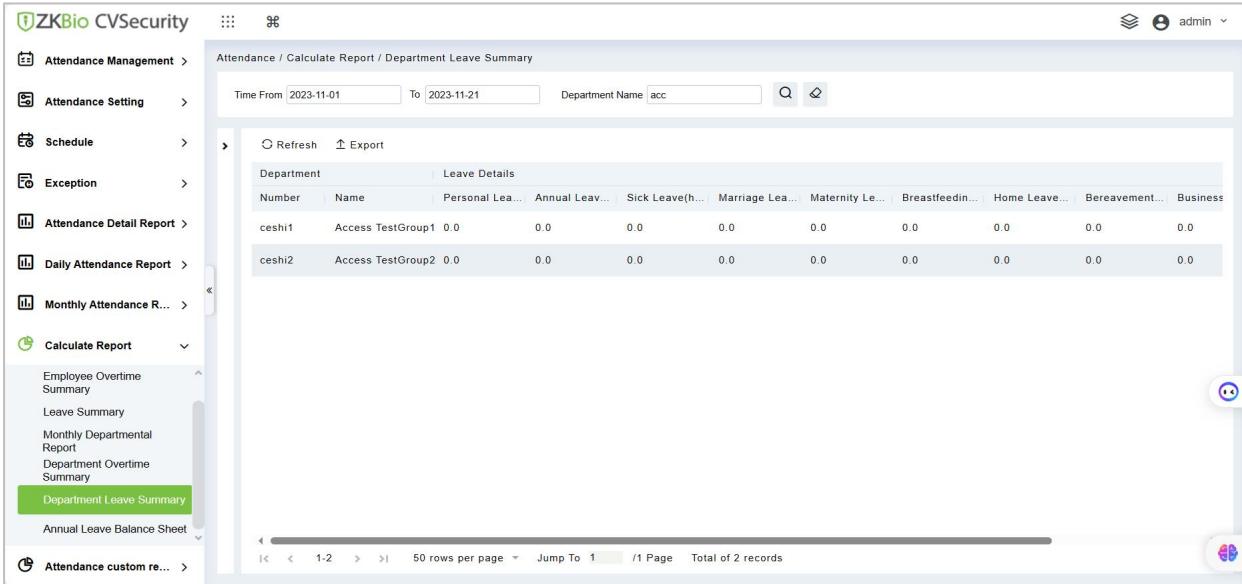 ZKBio CVSecurity
admin
Attendance Management
Attendance Setting
Schedule
Exception
Attendance Detail Report
Daily Attendance Report
Monthly Attendance R...
Calculate Report
Employee Overtime
Summary
Leave Summary
Monthly Departmental
Report
Department Overtime
Summary
Department Leave Summary
Annual Leave Balance Sheet
Attendance custom re...
Attendance / Calculate Report / Department Leave Summary
Time From 2023-11-01 To 2023-11-21 Department Name acc
Refresh Export
Department Leave Details
Number Name Personal Lea... Annual Leav... Sick Leave(h... Marriage Lea... Maternity Le... Breastfeedin... Home Leave... Bereavement... Business
ceshi1 Access TestGroup1 0.0 0.0 0.0 0.0 0.0 0.0 0.0 0.0 0.0
ceshi2 Access TestGroup2 0.0 0.0 0.0 0.0 0.0 0.0 0.0 0.0 0.0
1-2 50 rows per page Jump To 1 /1 Page Total of 2 records